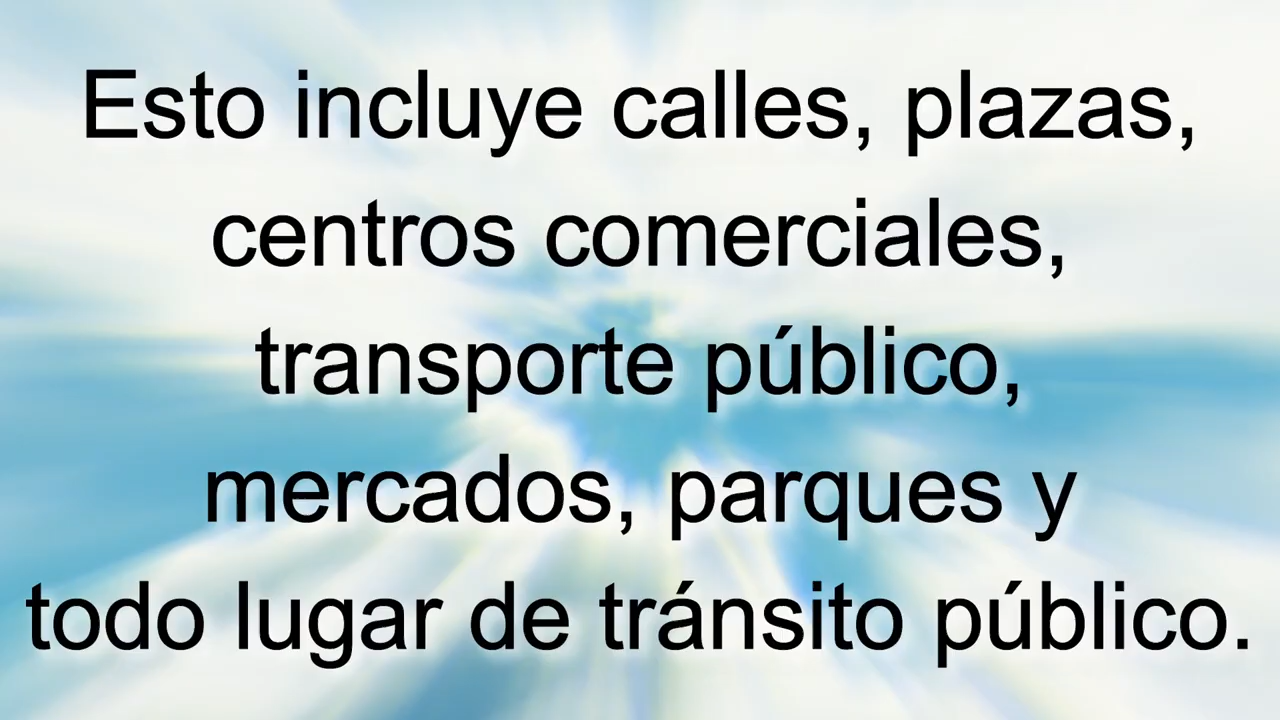 Esto incluye calles, plazas,
centros comerciales,
transporte público,
mercados, parques y
todo lugar de tránsito público.